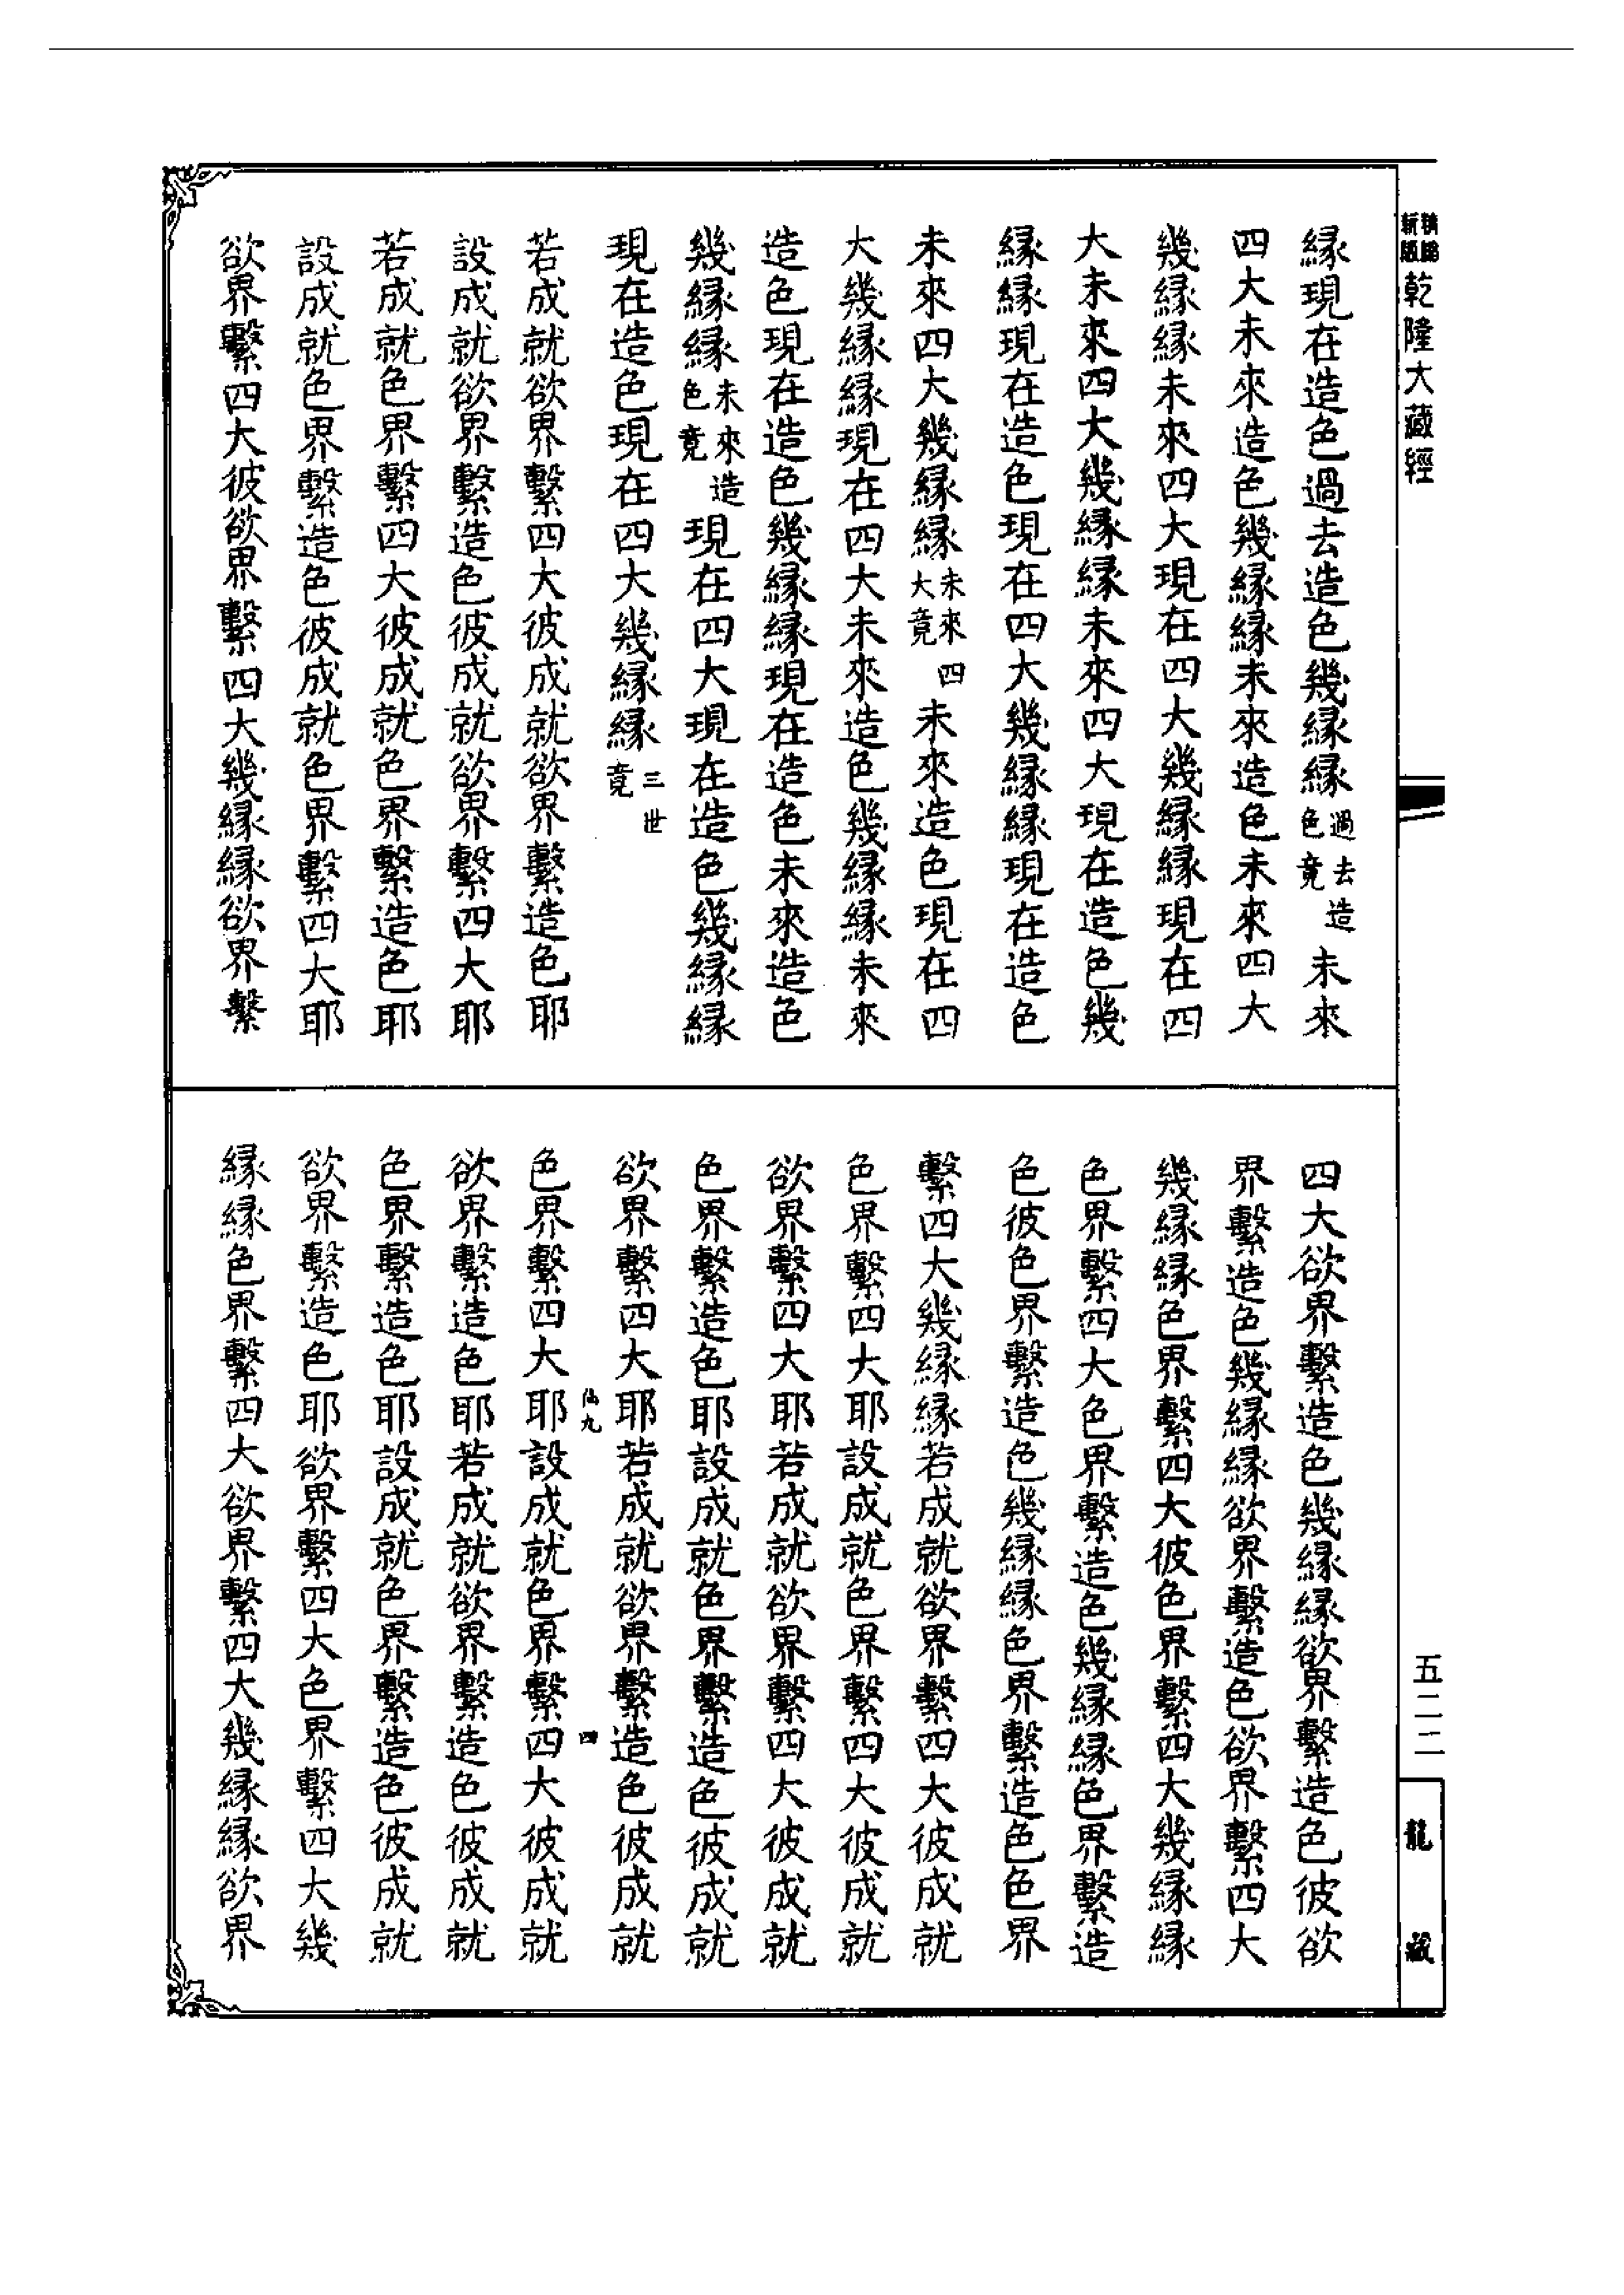 精縮新版乾隆大藏經
五二二
龍藏
緣現在造色過去造色幾緣緣過去造色竟未來
四大未來造色幾緣緣未來造色未來四大
幾緣緣未來四大現在四大幾緣緣現在四
大未來四大幾緣緣未來四大現在造色幾
緣緣現在造色現在四大幾緣緣現在造色
未來四大幾緣緣未來四大竟未來造色現在四
大幾緣緣現在四大未來造色幾緣緣未來
造色現在造色幾緣緣現在造色未來造色
幾緣緣未來造色竟現在四大現在造色幾緣緣
現在造色現在四大幾緣緣三世竟
若成就欲界繫四大彼成就欲界繫造色耶
設成就欲界繫造色彼成就欲界繫四大耶
若成就色界繫四大彼成就色界繫造色耶
設成就色界繫造色彼成就色界繫四大耶
欲界繫四大彼欲界繫四大幾緣緣欲界繫
四大欲界繫造色幾緣緣欲界繫造色彼欲
界繫造色幾緣緣欲界繫造色欲界繫四大
幾緣緣色界繫四大彼色界繫四大幾緣緣
色界繫四大色界繫造色幾緣緣色界繫造
色彼色界繫造色幾緣緣色界繫造色色界
繫四大幾緣緣若成就欲界繫四大彼成就
色界繫四大耶設成就色界繫四大彼成就
欲界繫四大耶若成就欲界繫四大彼成就
色界繫造色耶設成就色界繫造色彼成就
欲界繫四大耶若成就欲界繫造色彼成就
色界繫四大耶設成就色界繫四大彼成就
欲界繫造色耶若成就欲界繫造色彼成就
色界繫造色耶設成就色界繫造色彼成就
欲界繫造色耶欲界繫四大色界繫四大幾
緣緣色界繫四大欲界繫四大幾緣緣欲界